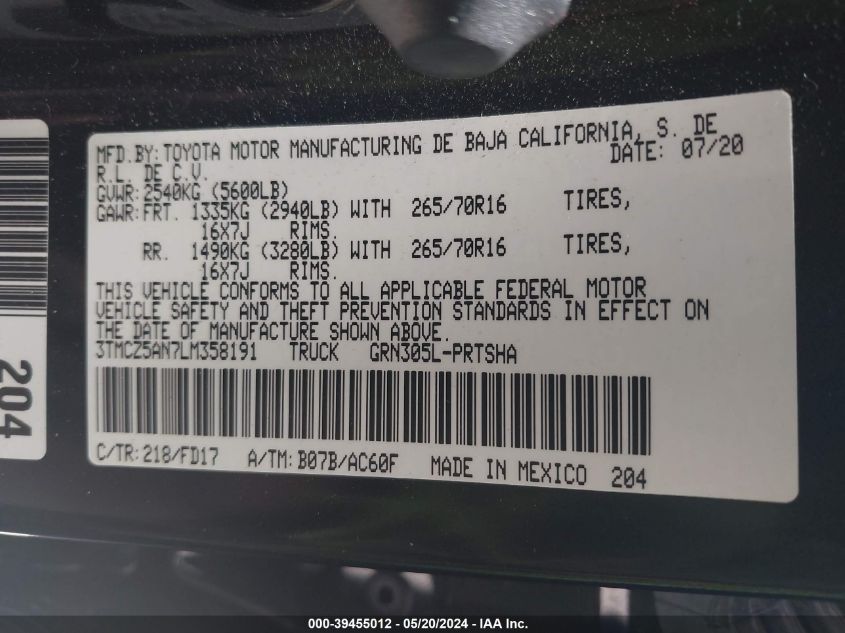 MFD.BY: TOYOTA MOTOR MANUFACTURING DE BAJA CALIFORNIA, S. DE
R.L. DE C.V. DATE: 07/20
GVWR: 2540KG (5600LB)
GAWR: FRT. 1335KG (2940LB) WITH 265/70R16 TIRES,
16X7J RIMS.
RR. 1490KG (3280LB) WITH 265/70R16 TIRES,
16X7J RIMS.
THIS VEHICLE CONFORMS TO ALL APPLICABLE FEDERAL MOTOR
VEHICLE SAFETY AND THEFT PREVENTION STANDARDS IN EFFECT ON
THE DATE OF MANUFACTURE SHOWN ABOVE.
3TMCZ5AN7LM358191 TRUCK GRN305L-PRTSHA
C/TR: 218/FD17 A/TM: B07B/AC60F MADE IN MEXICO 204
204
000-39455012 - 05/20/2024 - IAA Inc.